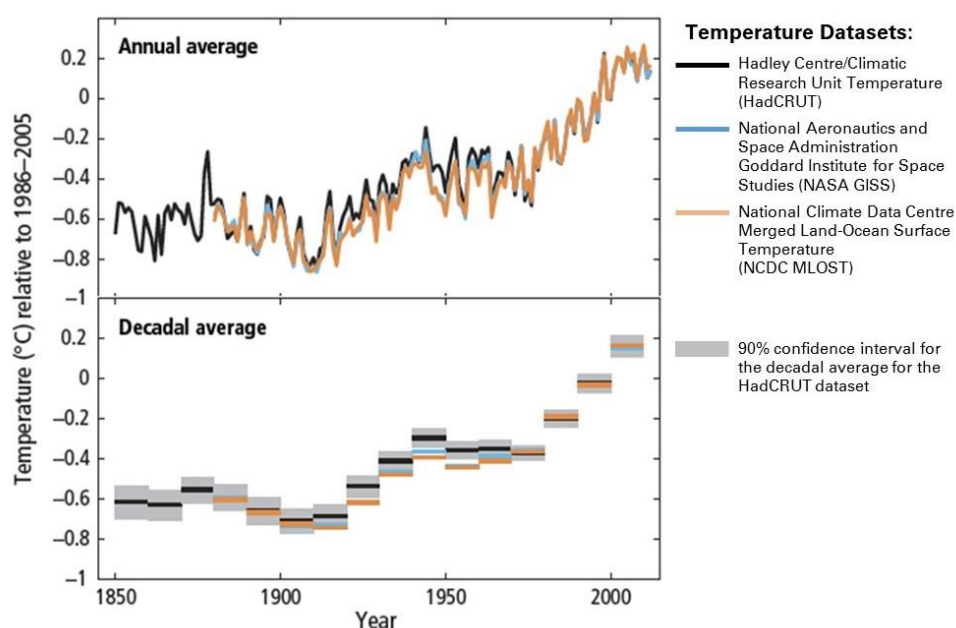 Temperature (°C) relative to 1986–2005
Annual average
0.2
0
−0.2
−0.4
−0.6
−0.8
−1
Decadal average
0.2
0
−0.2
−0.4
−0.6
−0.8
−1
1850
1900
1950
2000
Year
Temperature Datasets:
Hadley Centre/Climatic
Research Unit Temperature
(HadCRUT)
National Aeronautics and
Space Administration
Goddard Institute for Space
Studies (NASA GISS)
National Climate Data Centre
Merged Land-Ocean Surface
Temperature
(NCDC MLOST)
90% confidence interval for
the decadal average for the
HadCRUT dataset